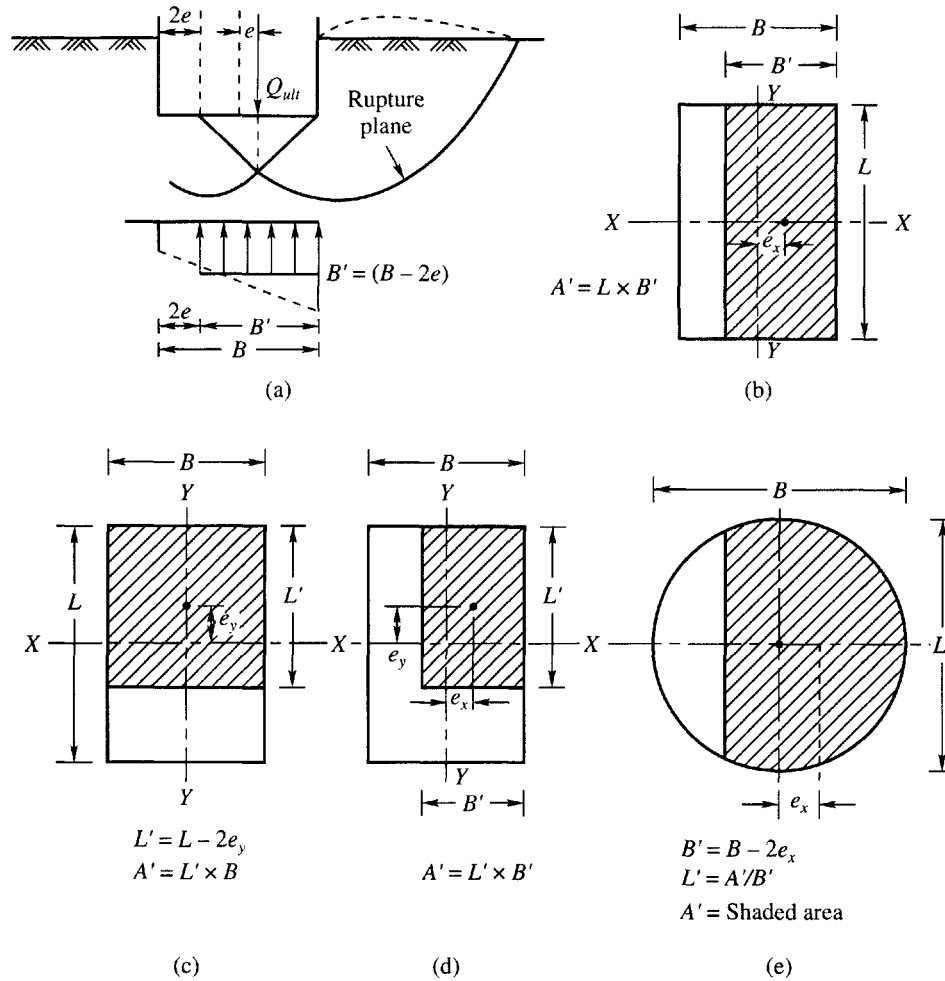 2e
e
Q_ult
Rupture
plane
B' = (B – 2e)
2e
B'
B
(a)
B
B'
Y
L
X
X
e_x
A' = L × B'
Y
(b)
B
Y
L
L'
e_y
X
Y
L' = L – 2e_y
A' = L' × B
(c)
B
Y
L'
X
e_y
e_x
Y
B'
A' = L' × B'
(d)
B
X
L
e_x
B' = B – 2e_x
L' = A'/B'
A' = Shaded area
(e)